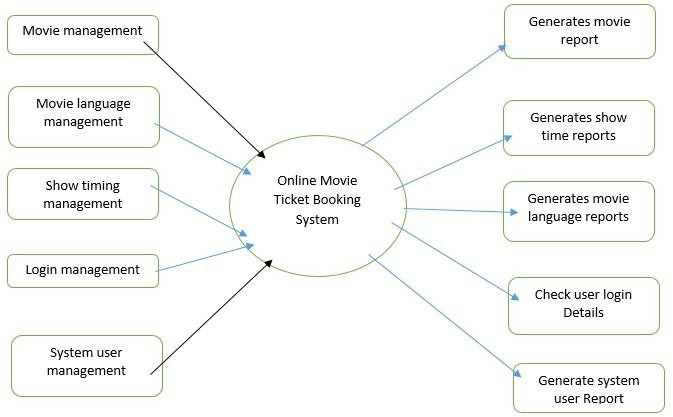 Movie management
Movie language
management
Show timing
management
Login management
System user
management
Online Movie
Ticket Booking
System
Generates movie
report
Generates show
time reports
Generates movie
language reports
Check user login
Details
Generate system
user Report